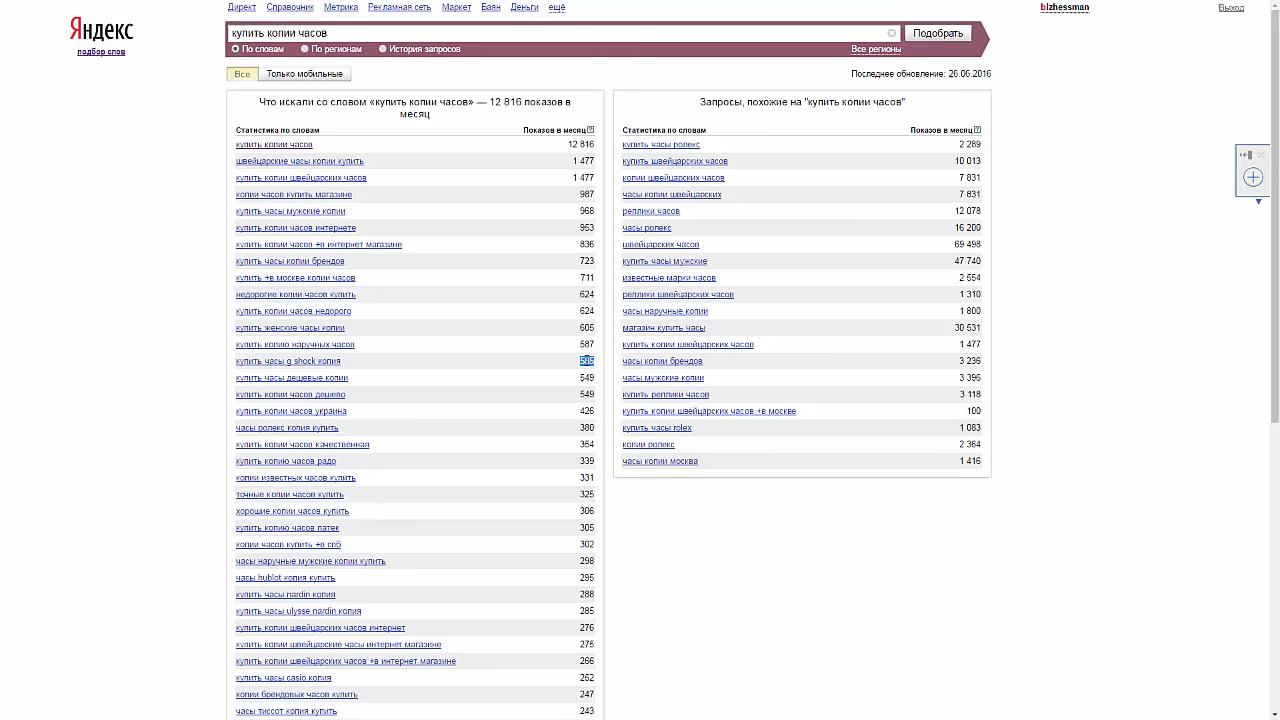 Директ Справочник Метрика Рекламная сеть Маркет Баян Деньги ещё bizhessman Выход
Яндекс
подбор слов
купить копии часов Подобрать
По словам По регионам История запросов Все регионы
Все Только мобильные Последнее обновление: 26.06.2016
Что искали со словом «купить копии часов» — 12 816 показов в
месяц
Статистика по словам Показов в месяц ?
купить копии часов 12 816
швейцарские часы копии купить 1 477
купить копии швейцарских часов 1 477
копии часов купить магазине 987
купить часы мужские копии 968
купить копии часов интернете 953
купить копии часов +в интернет магазине 836
купить часы копии брендов 723
купить +в москве копии часов 711
недорогие копии часов купить 624
купить копии часов недорого 624
купить женские часы копии 605
купить копию наручных часов 587
купить часы g shock копия
купить часы дешевые копии 549
купить копии часов дешево 549
купить копии часов украина 426
часы ролекс копия купить 380
купить копии часов качественная 354
купить копию часов радо 339
копии известных часов купить 331
точные копии часов купить 325
хорошие копии часов купить 306
купить копию часов патек 305
копии часов купить +в спб 302
часы наручные мужские копии купить 298
часы hublot копия купить 295
купить часы nardin копия 288
купить часы ulysse nardin копия 285
купить копии швейцарских часов интернет 276
купить копии швейцарские часы интернет магазине 275
купить копии швейцарских часов +в интернет магазине 266
купить часы casio копия 252
копии брендовых часов купить 247
часы тиссот копия купить 243
Запросы, похожие на "купить копии часов"
Статистика по словам Показов в месяц ?
купить часы ролекс 2 289
купить швейцарских часов 10 013
копии швейцарских часов 7 831
часы копии швейцарских 7 831
реплики часов 12 078
часы ролекс 16 200
швейцарских часов 69 498
купить часы мужские 47 740
известные марки часов 2 554
реплики швейцарских часов 1 310
часы наручные копии 1 800
магазин купить часы 30 531
купить копии швейцарских часов 1 477
часы копии брендов 3 236
часы мужские копии 3 396
купить реплики часов 3 118
купить копии швейцарских часов +в москве 100
купить часы rolex 1 083
копии ролекс 2 364
часы копии москва 1 416